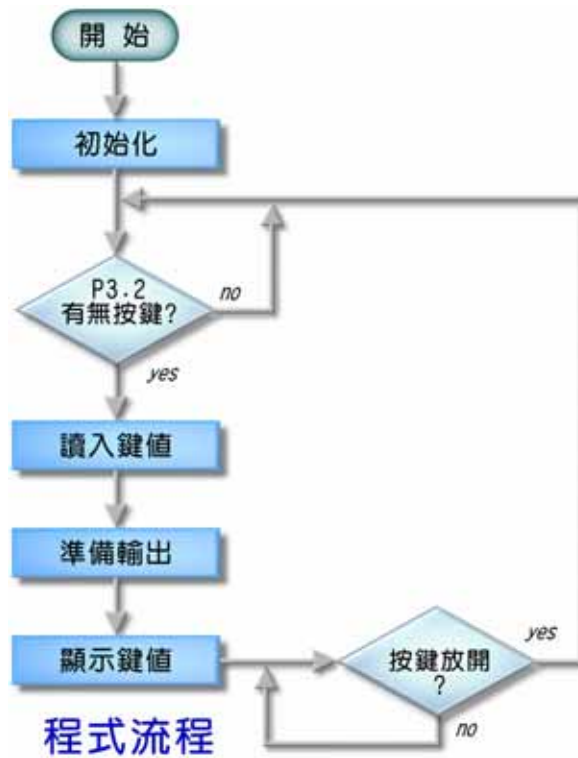 開 始
初始化
P3.2
有無按鍵?
no
yes
讀入鍵值
準備輸出
顯示鍵值
按鍵放開
?
yes
no
程式流程